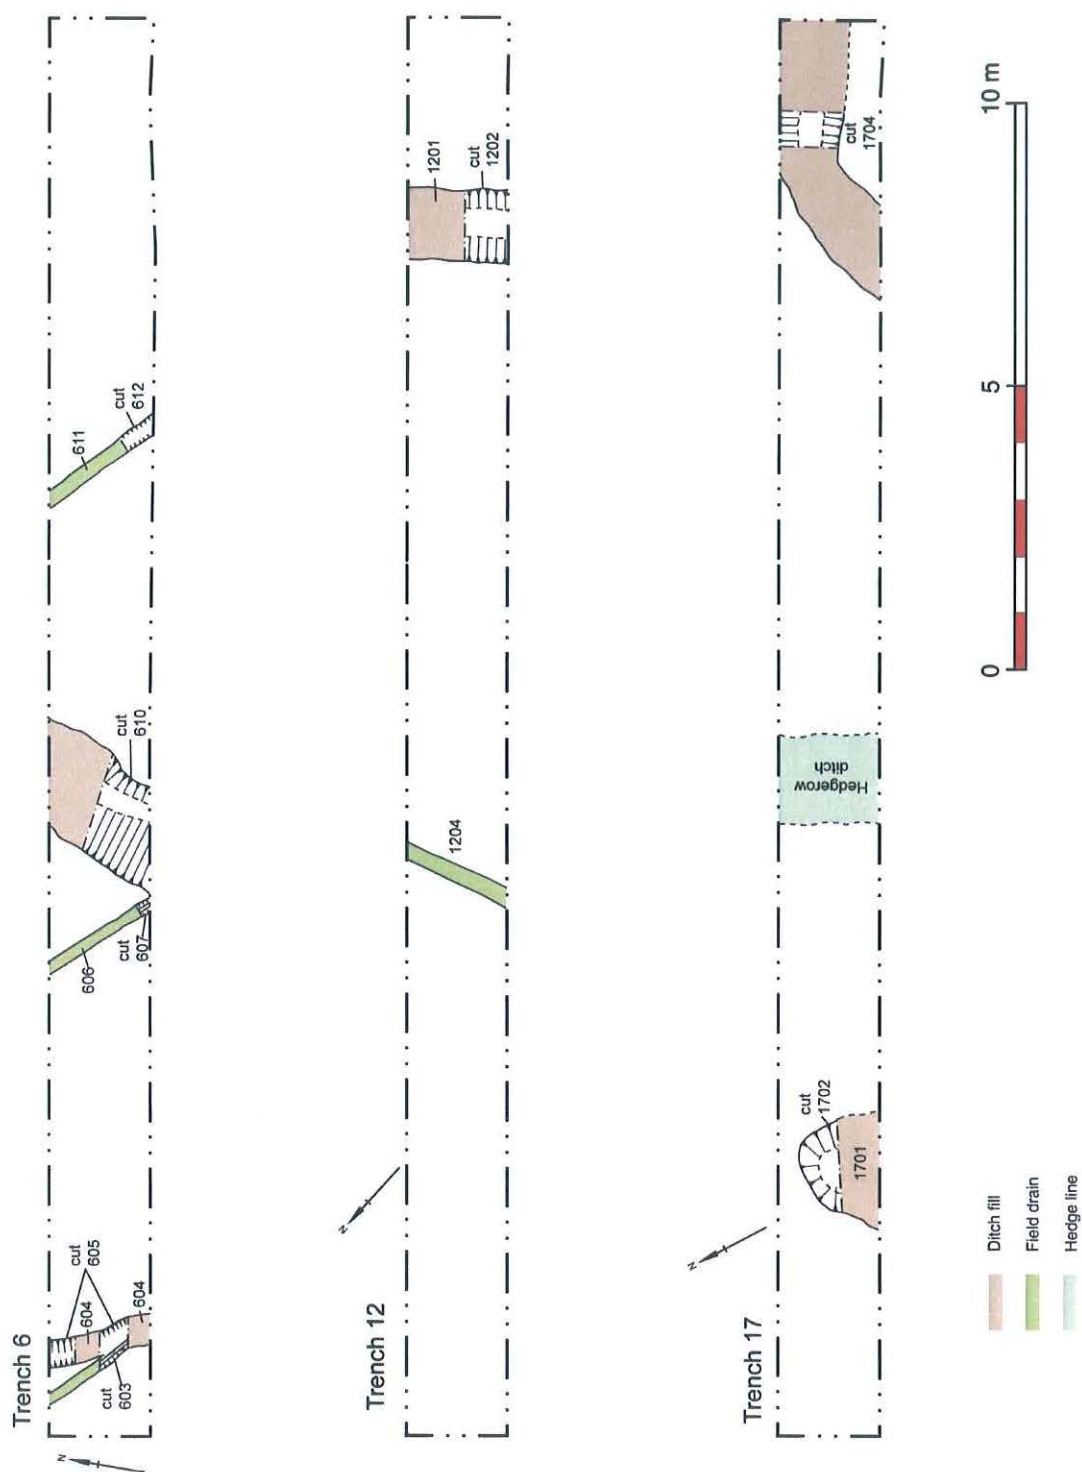 Trench 6
N
cut
603
604
604
cut
605
606
cut
607
cut
610
611
cut
612
Trench 12
N
1204
1201
cut
1202
Trench 17
N
1701
cut
1702
Hedgerow
ditch
cut
1704
0
5
10 m
Ditch fill
Field drain
Hedge line